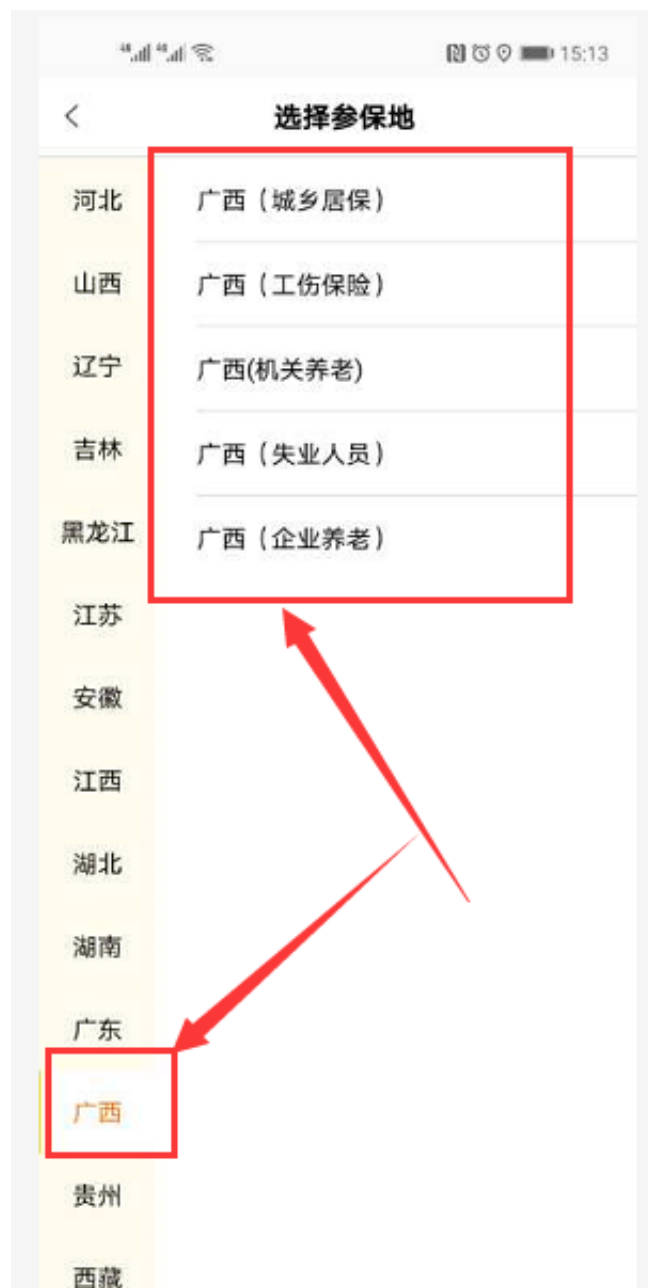 15:13
选择参保地
河北
广西（城乡居保）
山西
广西（工伤保险）
辽宁
广西(机关养老)
吉林
广西（失业人员）
黑龙江
广西（企业养老）
江苏
安徽
江西
湖北
湖南
广东
广西
贵州
西藏